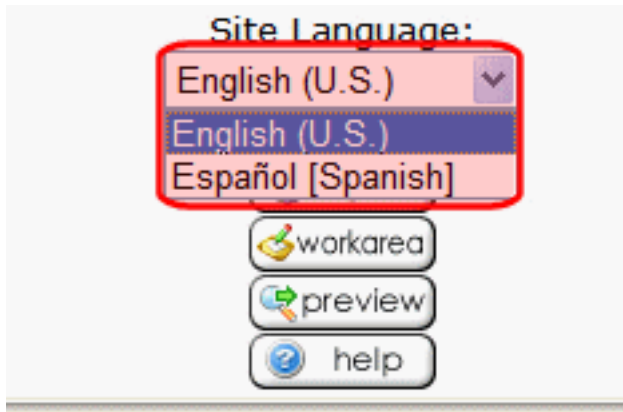 Site Language:
English (U.S.)
English (U.S.)
Español [Spanish]
workarea
preview
help